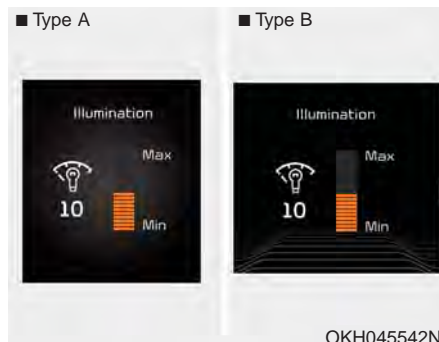 ■ Type A
■ Type B
Illumination
Max
10
Min
Illumination
Max
10
Min
OKH045542N